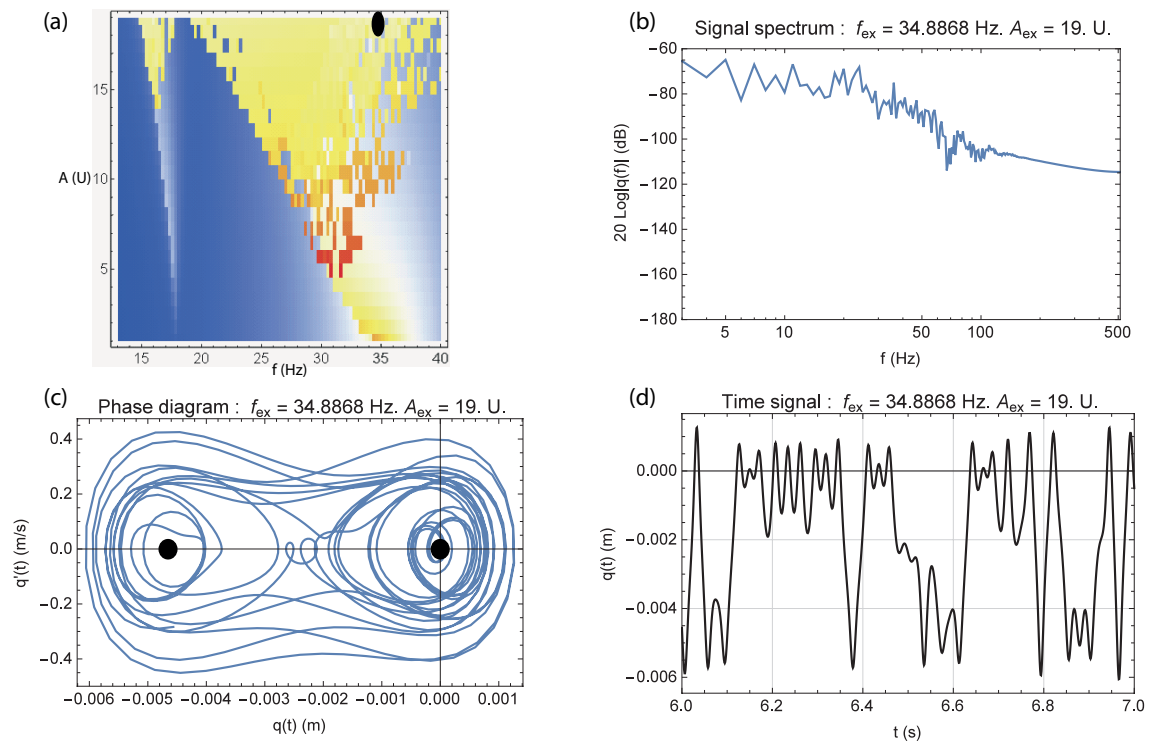 (a)
A (U)
15
10
5
15
20
25
30
35
40
f (Hz)
(b)
Signal spectrum : fex = 34.8868 Hz. Aex = 19. U.
20 Log|q(f)| (dB)
−60
−80
−100
−120
−140
−160
−180
5
10
50
100
500
f (Hz)
(c)
Phase diagram : fex = 34.8868 Hz. Aex = 19. U.
q′(t) (m/s)
0.4
0.2
0.0
−0.2
−0.4
−0.006
−0.005
−0.004
−0.003
−0.002
−0.001
0.000
0.001
q(t) (m)
(d)
Time signal : fex = 34.8868 Hz. Aex = 19. U.
q(t) (m)
0.000
−0.002
−0.004
−0.006
6.0
6.2
6.4
6.6
6.8
7.0
t (s)